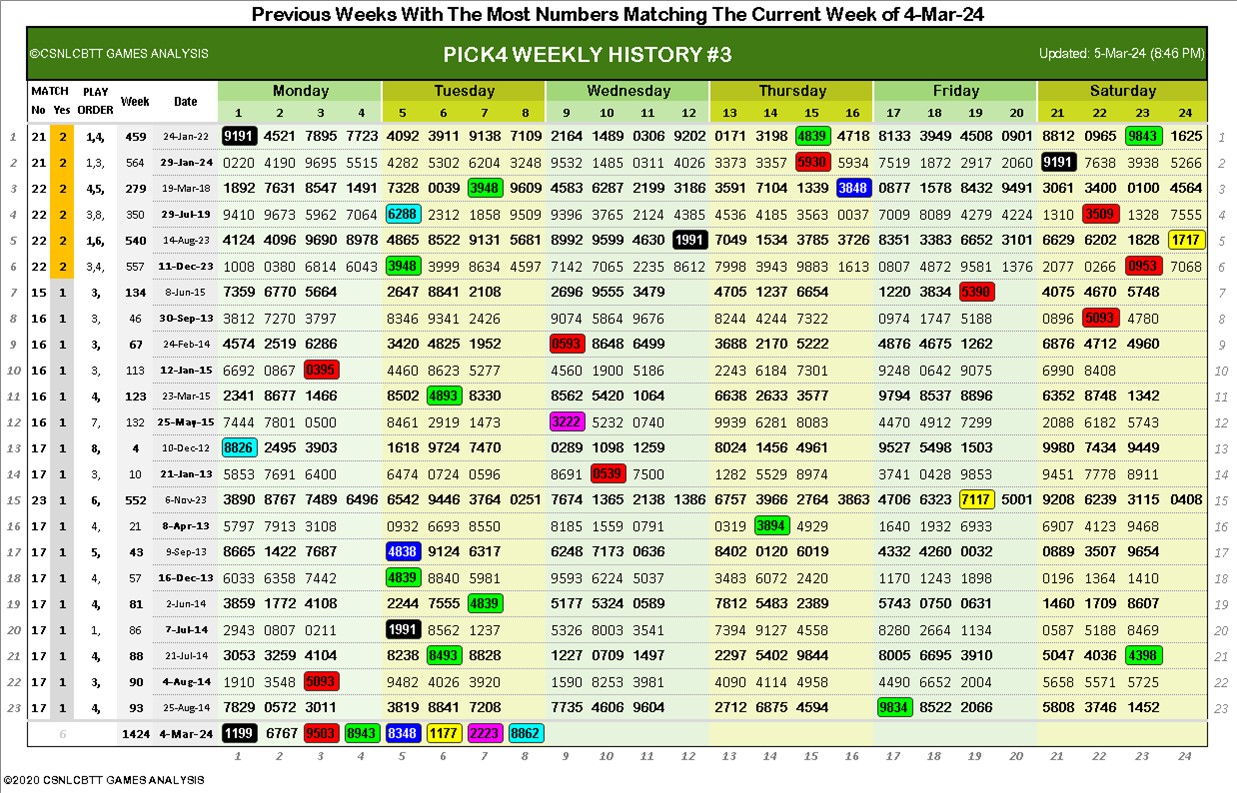 Previous Weeks With The Most Numbers Matching The Current Week of 4-Mar-24
©CSNLCBTT GAMES ANALYSIS PICK4 WEEKLY HISTORY #3 Updated: 5-Mar-24 (8:46 PM)
MATCH PLAY Week Date Monday Tuesday Wednesday Thursday Friday Saturday
No Yes ORDER 1 2 3 4 5 6 7 8 9 10 11 12 13 14 15 16 17 18 19 20 21 22 23 24
1 21 2 1,4, 459 24-Jan-22 9191 4521 7895 7723 4092 3911 9138 7109 2164 1489 0306 9202 0171 3198 4839 4718 8133 3949 4508 0901 8812 0965 9843 1625 1
2 21 2 1,3, 564 29-Jan-24 0220 4190 9695 5515 4282 5302 6204 3248 9532 1485 0311 4026 3373 3357 5930 5934 7519 1872 2917 2060 9191 7638 3938 5266 2
3 22 2 4,5, 279 19-Mar-18 1892 7631 8547 1491 7328 0039 3948 9609 4583 6287 2199 3186 3591 7104 1339 3848 0877 1578 8432 9491 3061 3400 0100 4564 3
4 22 2 3,8, 350 29-Jul-19 9410 9673 5962 7064 6288 2312 1858 9509 9396 3765 2124 4385 4536 4185 3563 0037 7009 8089 4279 4224 1310 3509 1328 7555 4
5 22 2 1,6, 540 14-Aug-23 4124 4096 9690 8978 4865 8522 9131 5681 8992 9599 4630 1991 7049 1534 3785 3726 8351 3383 6652 3101 6629 6202 1828 1717 5
6 22 2 3,4, 557 11-Dec-23 1008 0380 6814 6043 3948 3999 8634 4597 7142 7065 2235 8612 7998 3943 9883 1613 0807 4872 9581 1376 2077 0266 0953 7068 6
7 15 1 3, 134 8-Jun-15 7359 6770 5664 2647 8841 2108 2696 9555 3479 4705 1237 6654 1220 3834 5390 4075 4670 5748 7
8 16 1 3, 46 30-Sep-13 3812 7270 3797 8346 9341 2426 9074 5864 9676 8244 4244 7322 0974 1747 5188 0896 5093 4780 8
9 16 1 3, 67 24-Feb-14 4574 2519 6286 3420 4825 1952 0593 8648 6499 3688 2170 5222 4876 4675 1262 6876 4712 4960 9
10 16 1 3, 113 12-Jan-15 6692 0867 0395 4460 8623 5277 4560 1900 5186 2243 6184 7301 9248 0642 9075 6990 8408 10
11 16 1 4, 123 23-Mar-15 2341 8677 1466 8502 4893 8330 8562 5420 1064 6638 2633 3577 9794 8537 8896 6352 8748 1342 11
12 16 1 7, 132 25-May-15 7444 7801 0500 8461 2919 1473 3222 5232 0740 9939 6281 8083 4470 4912 7299 2088 6182 5743 12
13 17 1 8, 4 10-Dec-12 8826 2495 3903 1618 9724 7470 0289 1098 1259 8024 1456 4961 9527 5498 1503 9980 7434 9449 13
14 17 1 3, 10 21-Jan-13 5853 7691 6400 6474 0724 0596 8691 0539 7500 1282 5529 8974 3741 0428 9853 9451 7778 8911 14
15 23 1 6, 552 6-Nov-23 3890 8767 7489 6496 6542 9446 3764 0251 7674 1365 2138 1386 6757 3966 2764 3863 4706 6323 7117 5001 9208 6239 3115 0408 15
16 17 1 4, 21 8-Apr-13 5797 7913 3108 0932 6693 8550 8185 1559 0791 0319 3894 4929 1640 1932 6933 6907 4123 9468 16
17 17 1 5, 43 9-Sep-13 8665 1422 7687 4838 9124 6317 6248 7173 0636 8402 0120 6019 4332 4260 0032 0889 3507 9654 17
18 17 1 4, 57 16-Dec-13 6033 6358 7442 4839 8840 5981 9593 6224 5037 3483 6072 2420 1170 1243 1898 0196 1364 1410 18
19 17 1 4, 81 2-Jun-14 3859 1772 4108 2244 7555 4839 5177 5324 0589 7812 5483 2389 5743 0750 0631 1460 1709 8607 19
20 17 1 1, 86 7-Jul-14 2943 0807 0211 1991 8562 1237 5326 8003 3541 7394 9127 4558 8280 2664 1134 0587 5188 8469 20
21 17 1 4, 88 21-Jul-14 3053 3259 4104 8238 8493 8828 1227 0709 1497 2297 5402 9844 8005 6695 3910 5047 4036 4398 21
22 17 1 3, 90 4-Aug-14 1910 3548 5093 9482 4026 3920 1590 8253 3981 4090 4114 4958 4490 6652 2004 5658 5571 5725 22
23 17 1 4, 93 25-Aug-14 7829 0572 3011 3819 8841 7208 7735 4606 9604 2712 6875 4594 9834 8522 2066 5808 3746 1452 23
6 1424 4-Mar-24 1199 6767 9503 8943 8348 1177 2223 8862
1 2 3 4 5 6 7 8 9 10 11 12 13 14 15 16 17 18 19 20 21 22 23 24
©2020 CSNLCBTT GAMES ANALYSIS